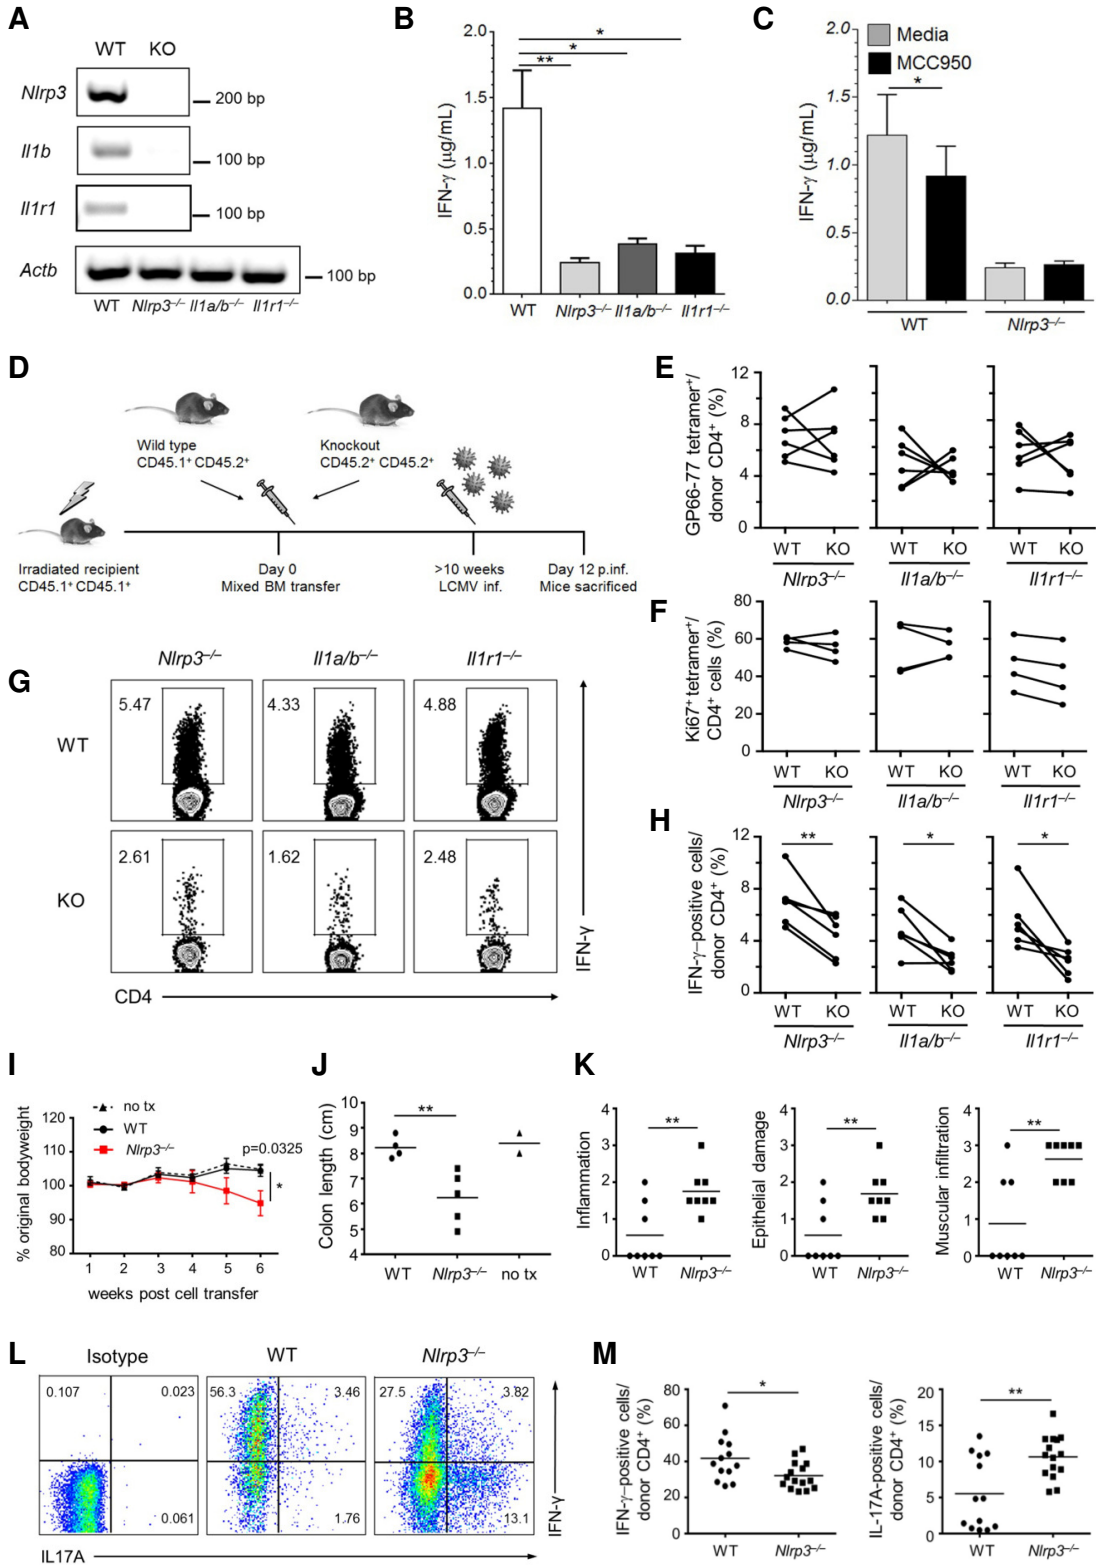 A
WT KO
Nlrp3
200 bp
Il1b
100 bp
Il1r1
100 bp
Actb
100 bp
WT Nlrp3–/– Il1a/b–/– Il1r1–/–
B
IFN-γ (µg/mL)
2.0
1.5
1.0
0.5
0.0
*
*
**
WT Nlrp3–/– Il1a/b–/– Il1r1–/–
C
IFN-γ (µg/mL)
2.0
1.5
1.0
0.5
0.0
Media
MCC950
*
WT Nlrp3–/–
D
Wild type
CD45.1+ CD45.2+
Knockout
CD45.2+ CD45.2+
Irradiated recipient
CD45.1+ CD45.1+
Day 0
Mixed BM transfer
>10 weeks
LCMV inf.
Day 12 p.inf.
Mice sacrificed
E
GP66-77 tetramer+/
donor CD4+ (%)
12
8
4
0
WT KO WT KO WT KO
Nlrp3–/– Il1a/b–/– Il1r1–/–
F
Ki67+ tetramer+/
CD4+ cells (%)
80
60
40
20
0
WT KO WT KO WT KO
Nlrp3–/– Il1a/b–/– Il1r1–/–
G
Nlrp3–/– Il1a/b–/– Il1r1–/–
WT
5.47 4.33 4.88
KO
2.61 1.62 2.48
IFN-γ
CD4
H
IFN-γ–positive cells/
donor CD4+ (%)
12
8
4
0
** * *
WT KO WT KO WT KO
Nlrp3–/– Il1a/b–/– Il1r1–/–
I
% original bodyweight
120
110
100
90
80
no tx
WT
Nlrp3–/–
p=0.0325
*
1 2 3 4 5 6
weeks post cell transfer
J
Colon length (cm)
10
9
8
7
6
5
4
**
WT Nlrp3–/– no tx
K
Inflammation
4
3
2
1
0
**
WT Nlrp3–/–
Epithelial damage
4
3
2
1
0
**
WT Nlrp3–/–
Muscular infiltration
4
3
2
1
0
**
WT Nlrp3–/–
L
Isotype WT Nlrp3–/–
0.107 0.023
0.061
56.3 3.46
1.76
27.5 3.82
13.1
IFN-γ
IL17A
M
IFN-γ–positive cells/
donor CD4+ (%)
80
60
40
20
0
*
WT Nlrp3–/–
IL-17A-positive cells/
donor CD4+ (%)
20
15
10
5
0
**
WT Nlrp3–/–